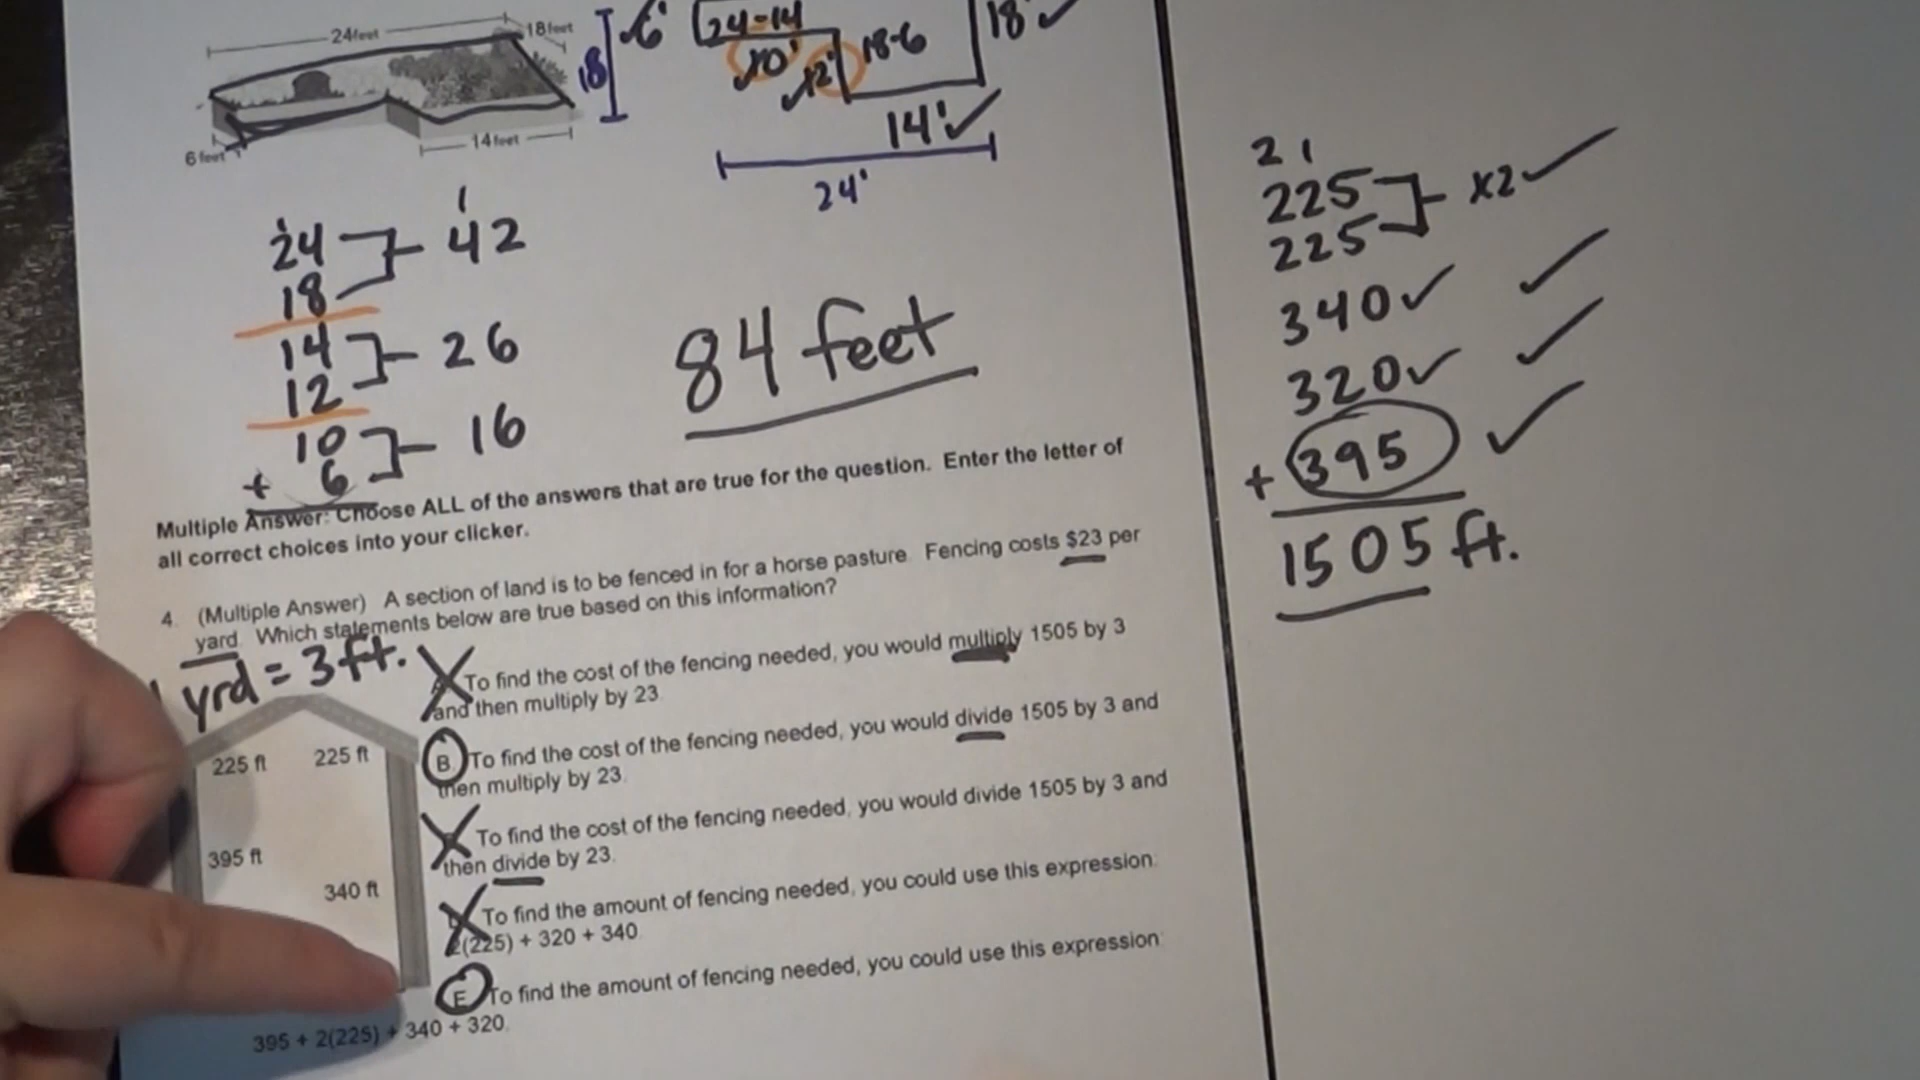 24feet
18feet
6 feet
14feet
18
6'
24-14
10'
12'
18-6
18'
14'
24'
24
18
42
14
12
26
10
+ 6
16
84 feet
Multiple Answer: Choose ALL of the answers that are true for the question. Enter the letter of
all correct choices into your clicker.
4. (Multiple Answer) A section of land is to be fenced in for a horse pasture. Fencing costs $23 per
yard. Which statements below are true based on this information?
1 yrd = 3 ft.
To find the cost of the fencing needed, you would multiply 1505 by 3
and then multiply by 23.
B. To find the cost of the fencing needed, you would divide 1505 by 3 and
then multiply by 23.
To find the cost of the fencing needed, you would divide 1505 by 3 and
then divide by 23.
To find the amount of fencing needed, you could use this expression:
2(225) + 320 + 340
E. To find the amount of fencing needed, you could use this expression:
395 + 2(225) + 340 + 320.
225 ft
225 ft
395 ft
340 ft
2 1
225
225
x2
340
320
+ 395
1505 ft.